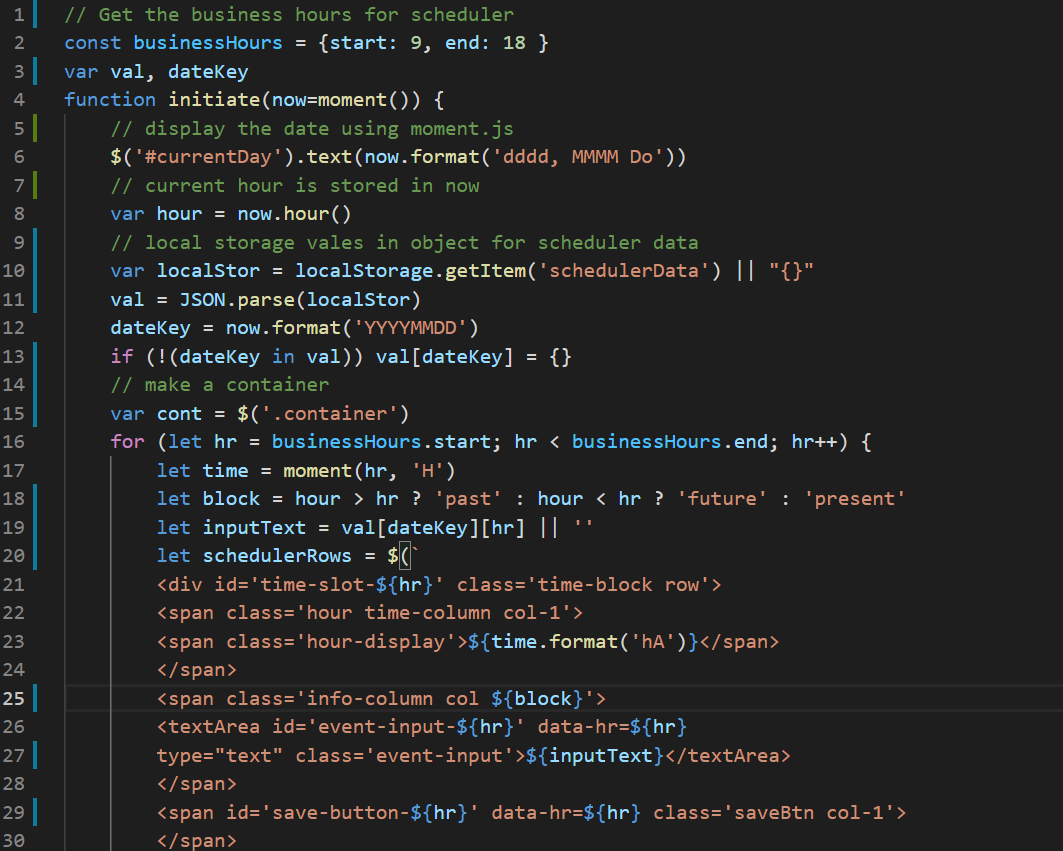 1 // Get the business hours for scheduler
2 const businessHours = {start: 9, end: 18 }
3 var val, dateKey
4 function initiate(now=moment()) {
5 // display the date using moment.js
6 $('#currentDay').text(now.format('dddd, MMMM Do'))
7 // current hour is stored in now
8 var hour = now.hour()
9 // local storage vales in object for scheduler data
10 var localStor = localStorage.getItem('schedulerData') || "{}"
11 val = JSON.parse(localStor)
12 dateKey = now.format('YYYYMMDD')
13 if (!(dateKey in val)) val[dateKey] = {}
14 // make a container
15 var cont = $('.container')
16 for (let hr = businessHours.start; hr < businessHours.end; hr++) {
17 let time = moment(hr, 'H')
18 let block = hour > hr ? 'past' : hour < hr ? 'future' : 'present'
19 let inputText = val[dateKey][hr] || ''
20 let schedulerRows = $(`
21 <div id='time-slot-${hr}' class='time-block row'>
22 <span class='hour time-column col-1'>
23 <span class='hour-display'>${time.format('hA')}</span>
24 </span>
25 <span class='info-column col ${block}'>
26 <textArea id='event-input-${hr}' data-hr=${hr}
27 type="text" class='event-input'>${inputText}</textArea>
28 </span>
29 <span id='save-button-${hr}' data-hr=${hr} class='saveBtn col-1'>
30 </span>